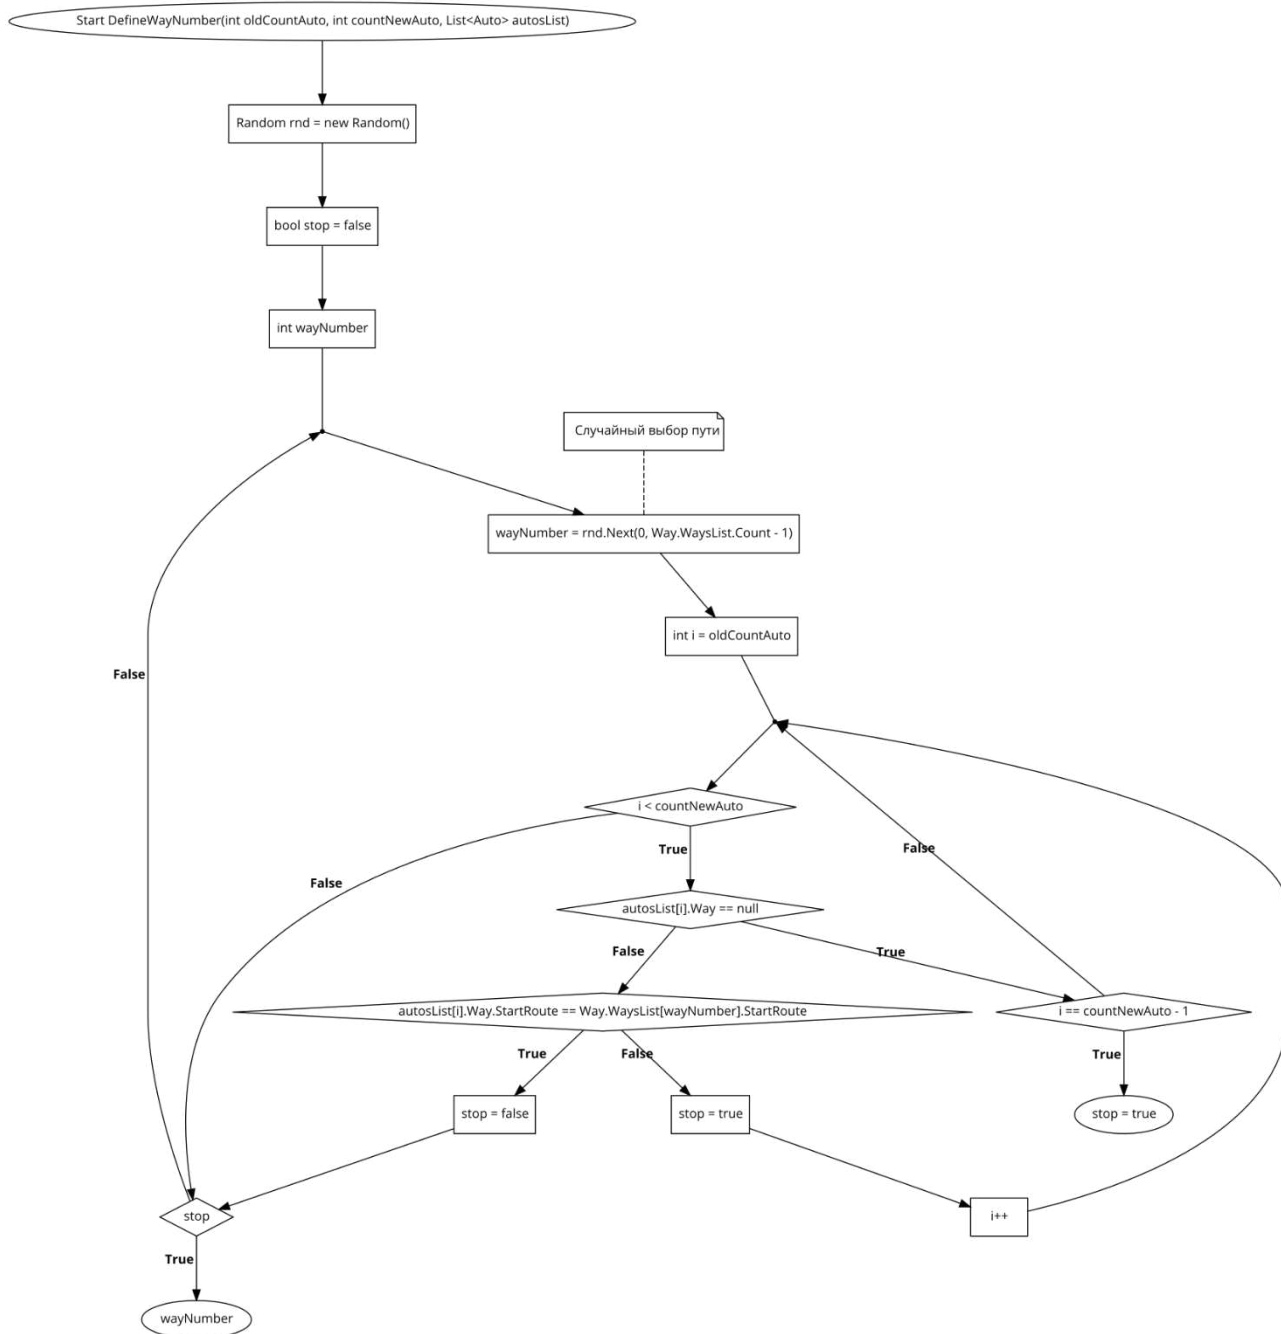 Start DefineWayNumber(int oldCountAuto, int countNewAuto, List<Auto> autosList)
Random rnd = new Random()
bool stop = false
int wayNumber
Случайный выбор пути
wayNumber = rnd.Next(0, Way.WaysList.Count - 1)
int i = oldCountAuto
False
i < countNewAuto
True
False
False
autosList[i].Way == null
False
True
autosList[i].Way.StartRoute == Way.WaysList[wayNumber].StartRoute
i == countNewAuto - 1
True
False
True
stop = false
stop = true
stop = true
stop
i++
True
wayNumber